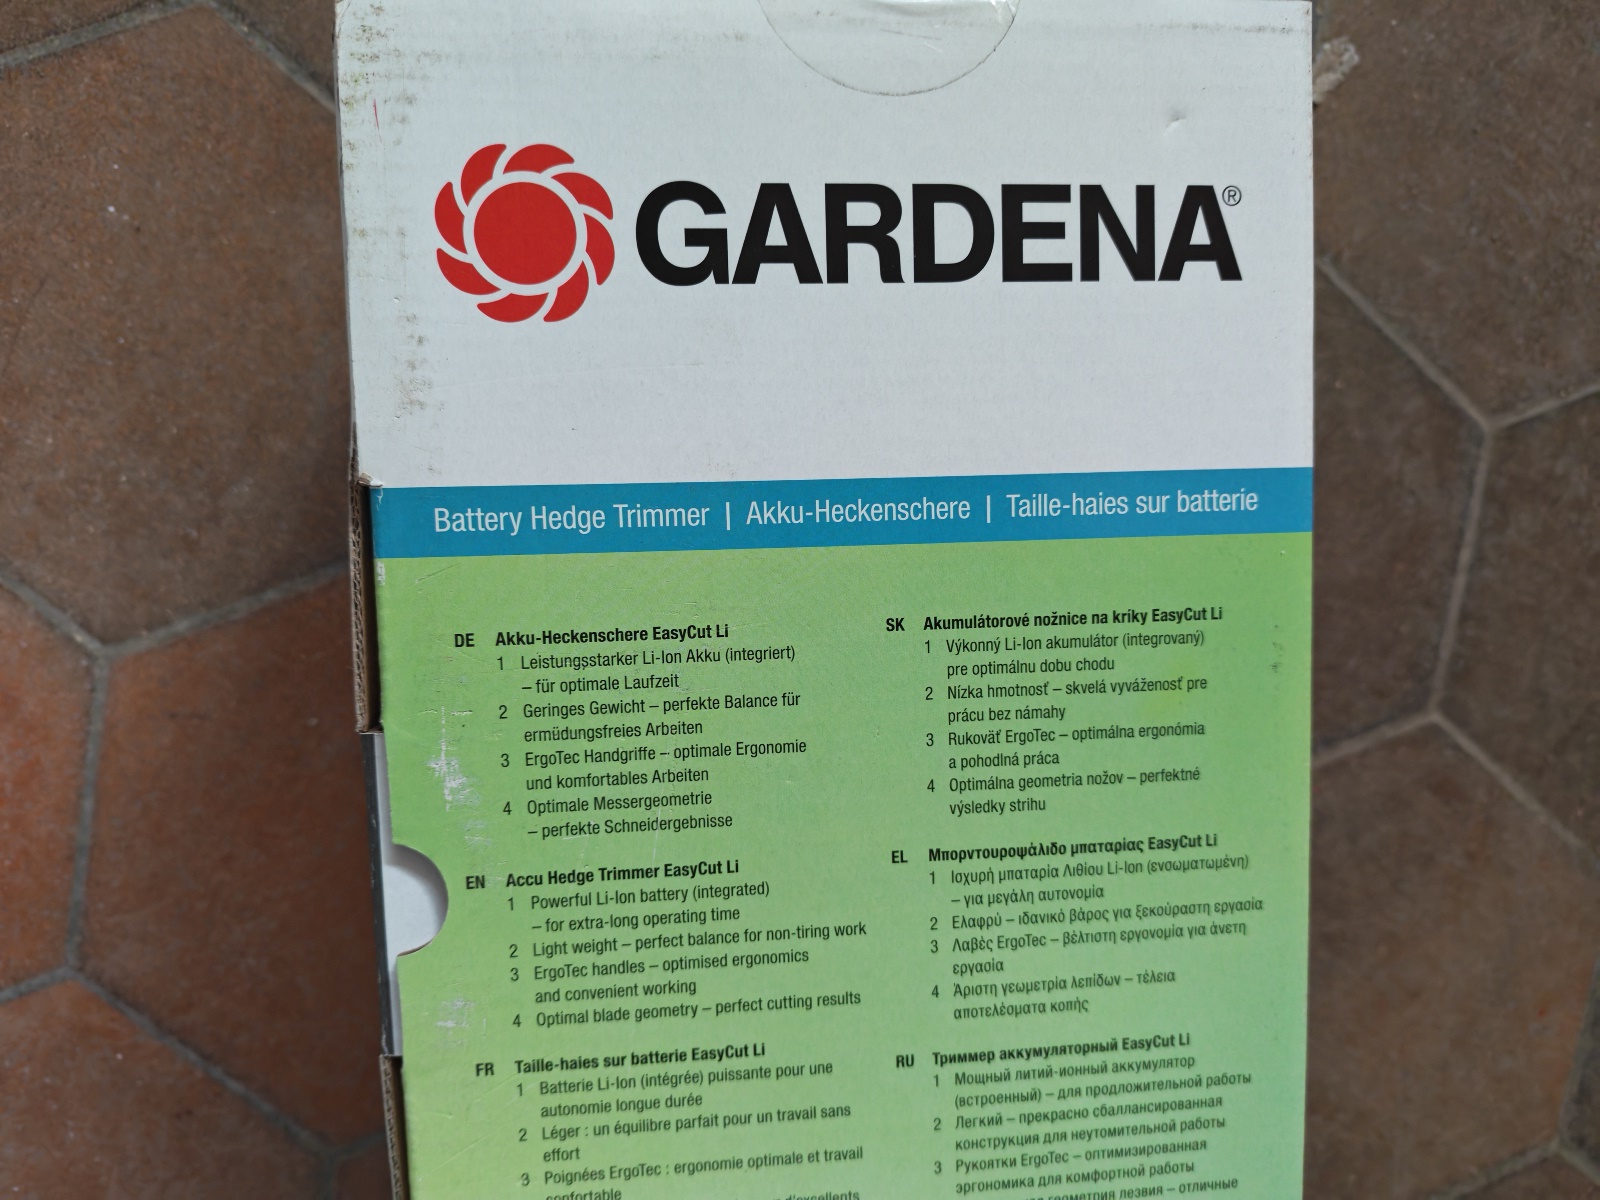 GARDENA®
Battery Hedge Trimmer | Akku-Heckenschere | Taille-haies sur batterie
DE Akku-Heckenschere EasyCut Li
1 Leistungsstarker Li-Ion Akku (integriert)
– für optimale Laufzeit
2 Geringes Gewicht – perfekte Balance für
ermüdungsfreies Arbeiten
3 ErgoTec Handgriffe – optimale Ergonomie
und komfortables Arbeiten
4 Optimale Messergeometrie
– perfekte Schneidergebnisse
EN Accu Hedge Trimmer EasyCut Li
1 Powerful Li-Ion battery (integrated)
– for extra-long operating time
2 Light weight – perfect balance for non-tiring work
3 ErgoTec handles – optimised ergonomics
and convenient working
4 Optimal blade geometry – perfect cutting results
FR Taille-haies sur batterie EasyCut Li
1 Batterie Li-Ion (intégrée) puissante pour une
autonomie longue durée
2 Léger : un équilibre parfait pour un travail sans
effort
3 Poignées ErgoTec : ergonomie optimale et travail
confortable
d'excellents
SK Akumulátorové nožnice na kríky EasyCut Li
1 Výkonný Li-Ion akumulátor (integrovaný)
pre optimálnu dobu chodu
2 Nízka hmotnosť – skvelá vyváženosť pre
prácu bez námahy
3 Rukoväť ErgoTec – optimálna ergonómia
a pohodlná práca
4 Optimálna geometria nožov – perfektné
výsledky strihu
EL Μπορντουροψάλιδο μπαταρίας EasyCut Li
1 Ισχυρή μπαταρία Λιθίου Li-Ion (ενσωματωμένη)
– για μεγάλη αυτονομία
2 Ελαφρύ – ιδανικό βάρος για ξεκούραστη εργασία
3 Λαβές ErgoTec – βέλτιστη εργονομία για άνετη
εργασία
4 Άριστη γεωμετρία λεπίδων – τέλεια
αποτελέσματα κοπής
RU Триммер аккумуляторный EasyCut Li
1 Мощный литий-ионный аккумулятор
(встроенный) – для продолжительной работы
2 Легкий – прекрасно сбаллансированная
конструкция для неутомительной работы
3 Рукоятки ErgoTec – оптимизированная
эргономика для комфортной работы
геометрия лезвия – отличные